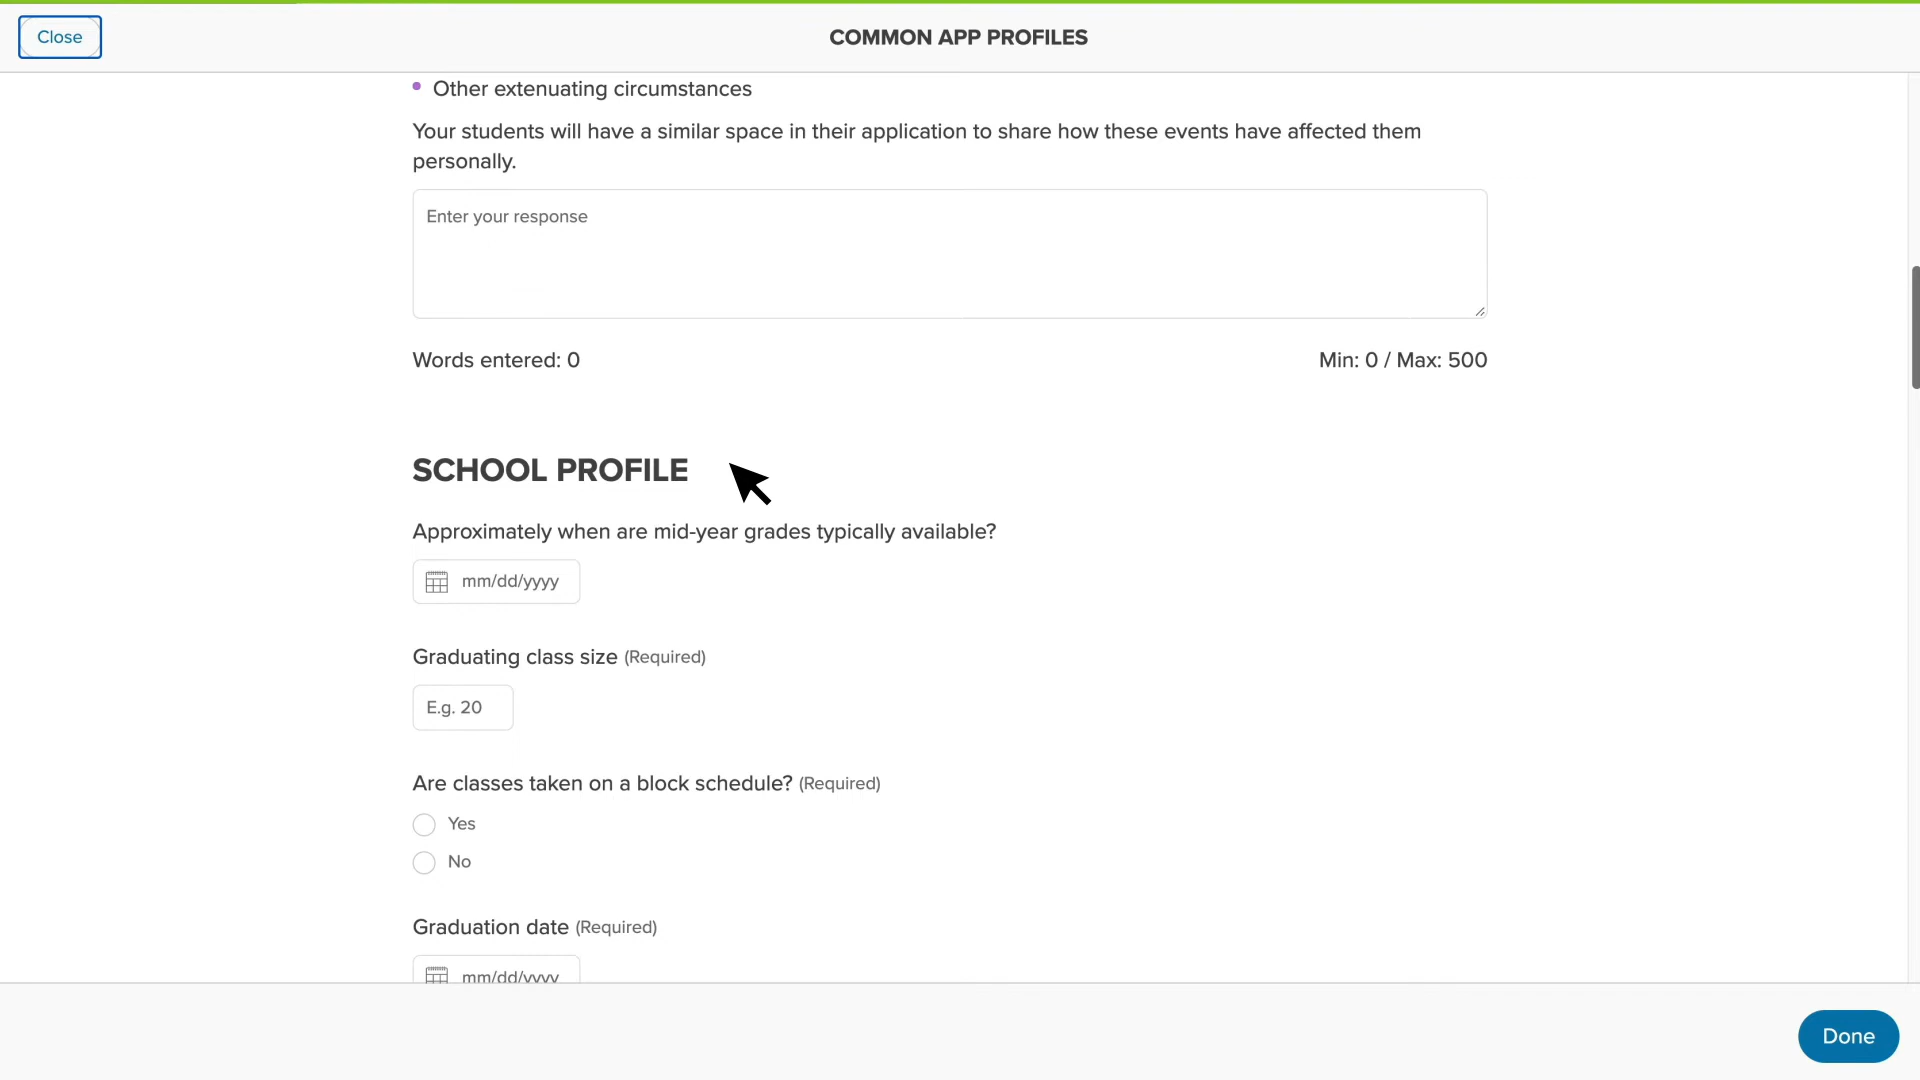 Close
COMMON APP PROFILES
Other extenuating circumstances
Your students will have a similar space in their application to share how these events have affected them
personally.
Enter your response
Words entered: 0
Min: 0 / Max: 500
SCHOOL PROFILE
Approximately when are mid-year grades typically available?
mm/dd/yyyy
Graduating class size (Required)
E.g. 20
Are classes taken on a block schedule? (Required)
Yes
No
Graduation date (Required)
mm/dd/yyyy
Done